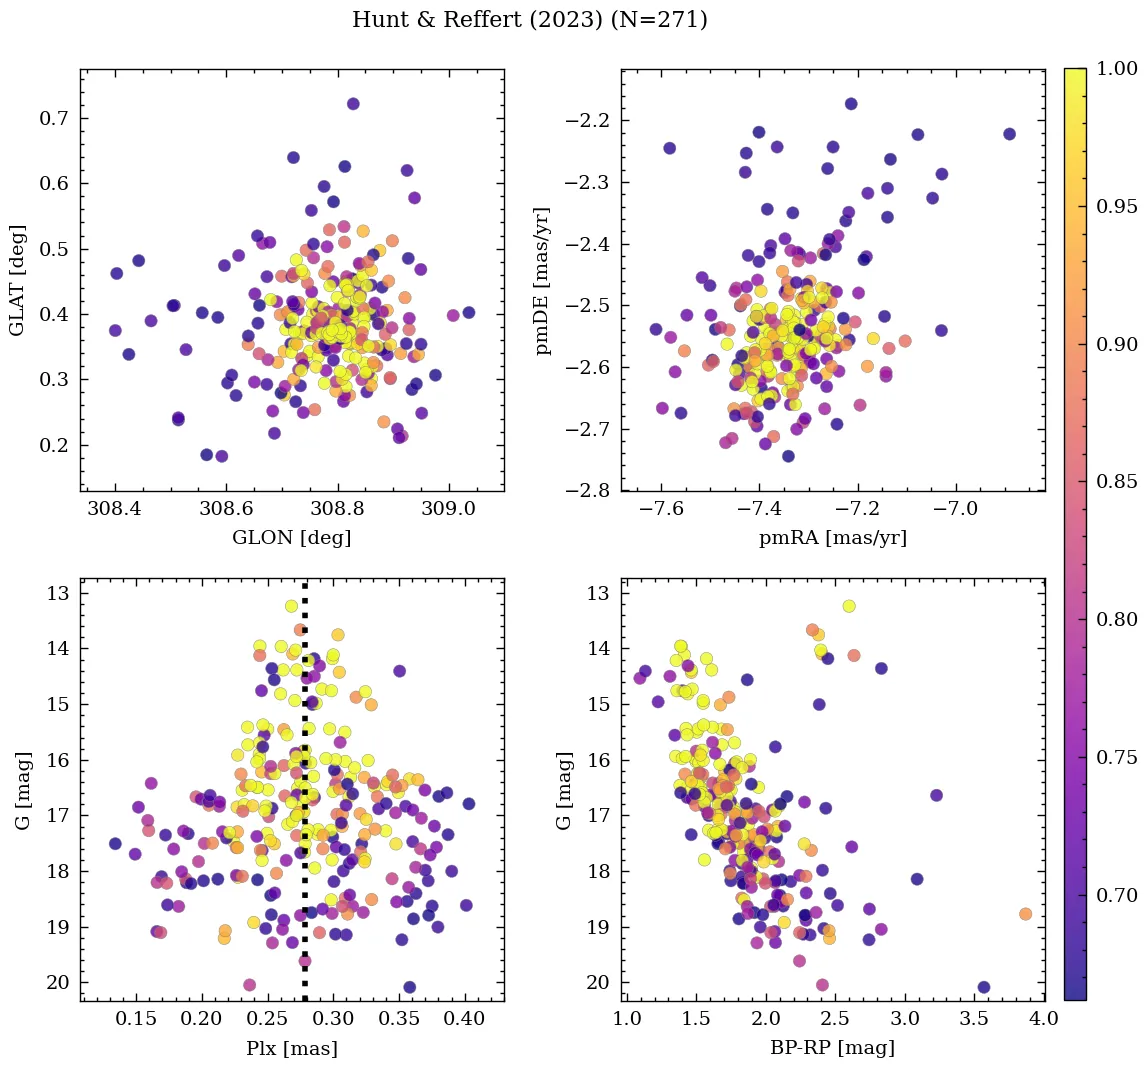 Hunt & Reffert (2023) (N=271)
GLAT [deg]
0.7
0.6
0.5
0.4
0.3
0.2
308.4 308.6 308.8 309.0
GLON [deg]
pmDE [mas/yr]
−2.2
−2.3
−2.4
−2.5
−2.6
−2.7
−2.8
−7.6 −7.4 −7.2 −7.0
pmRA [mas/yr]
1.00
0.95
0.90
0.85
0.80
0.75
0.70
G [mag]
13
14
15
16
17
18
19
20
0.15 0.20 0.25 0.30 0.35 0.40
Plx [mas]
G [mag]
13
14
15
16
17
18
19
20
1.0 1.5 2.0 2.5 3.0 3.5 4.0
BP-RP [mag]